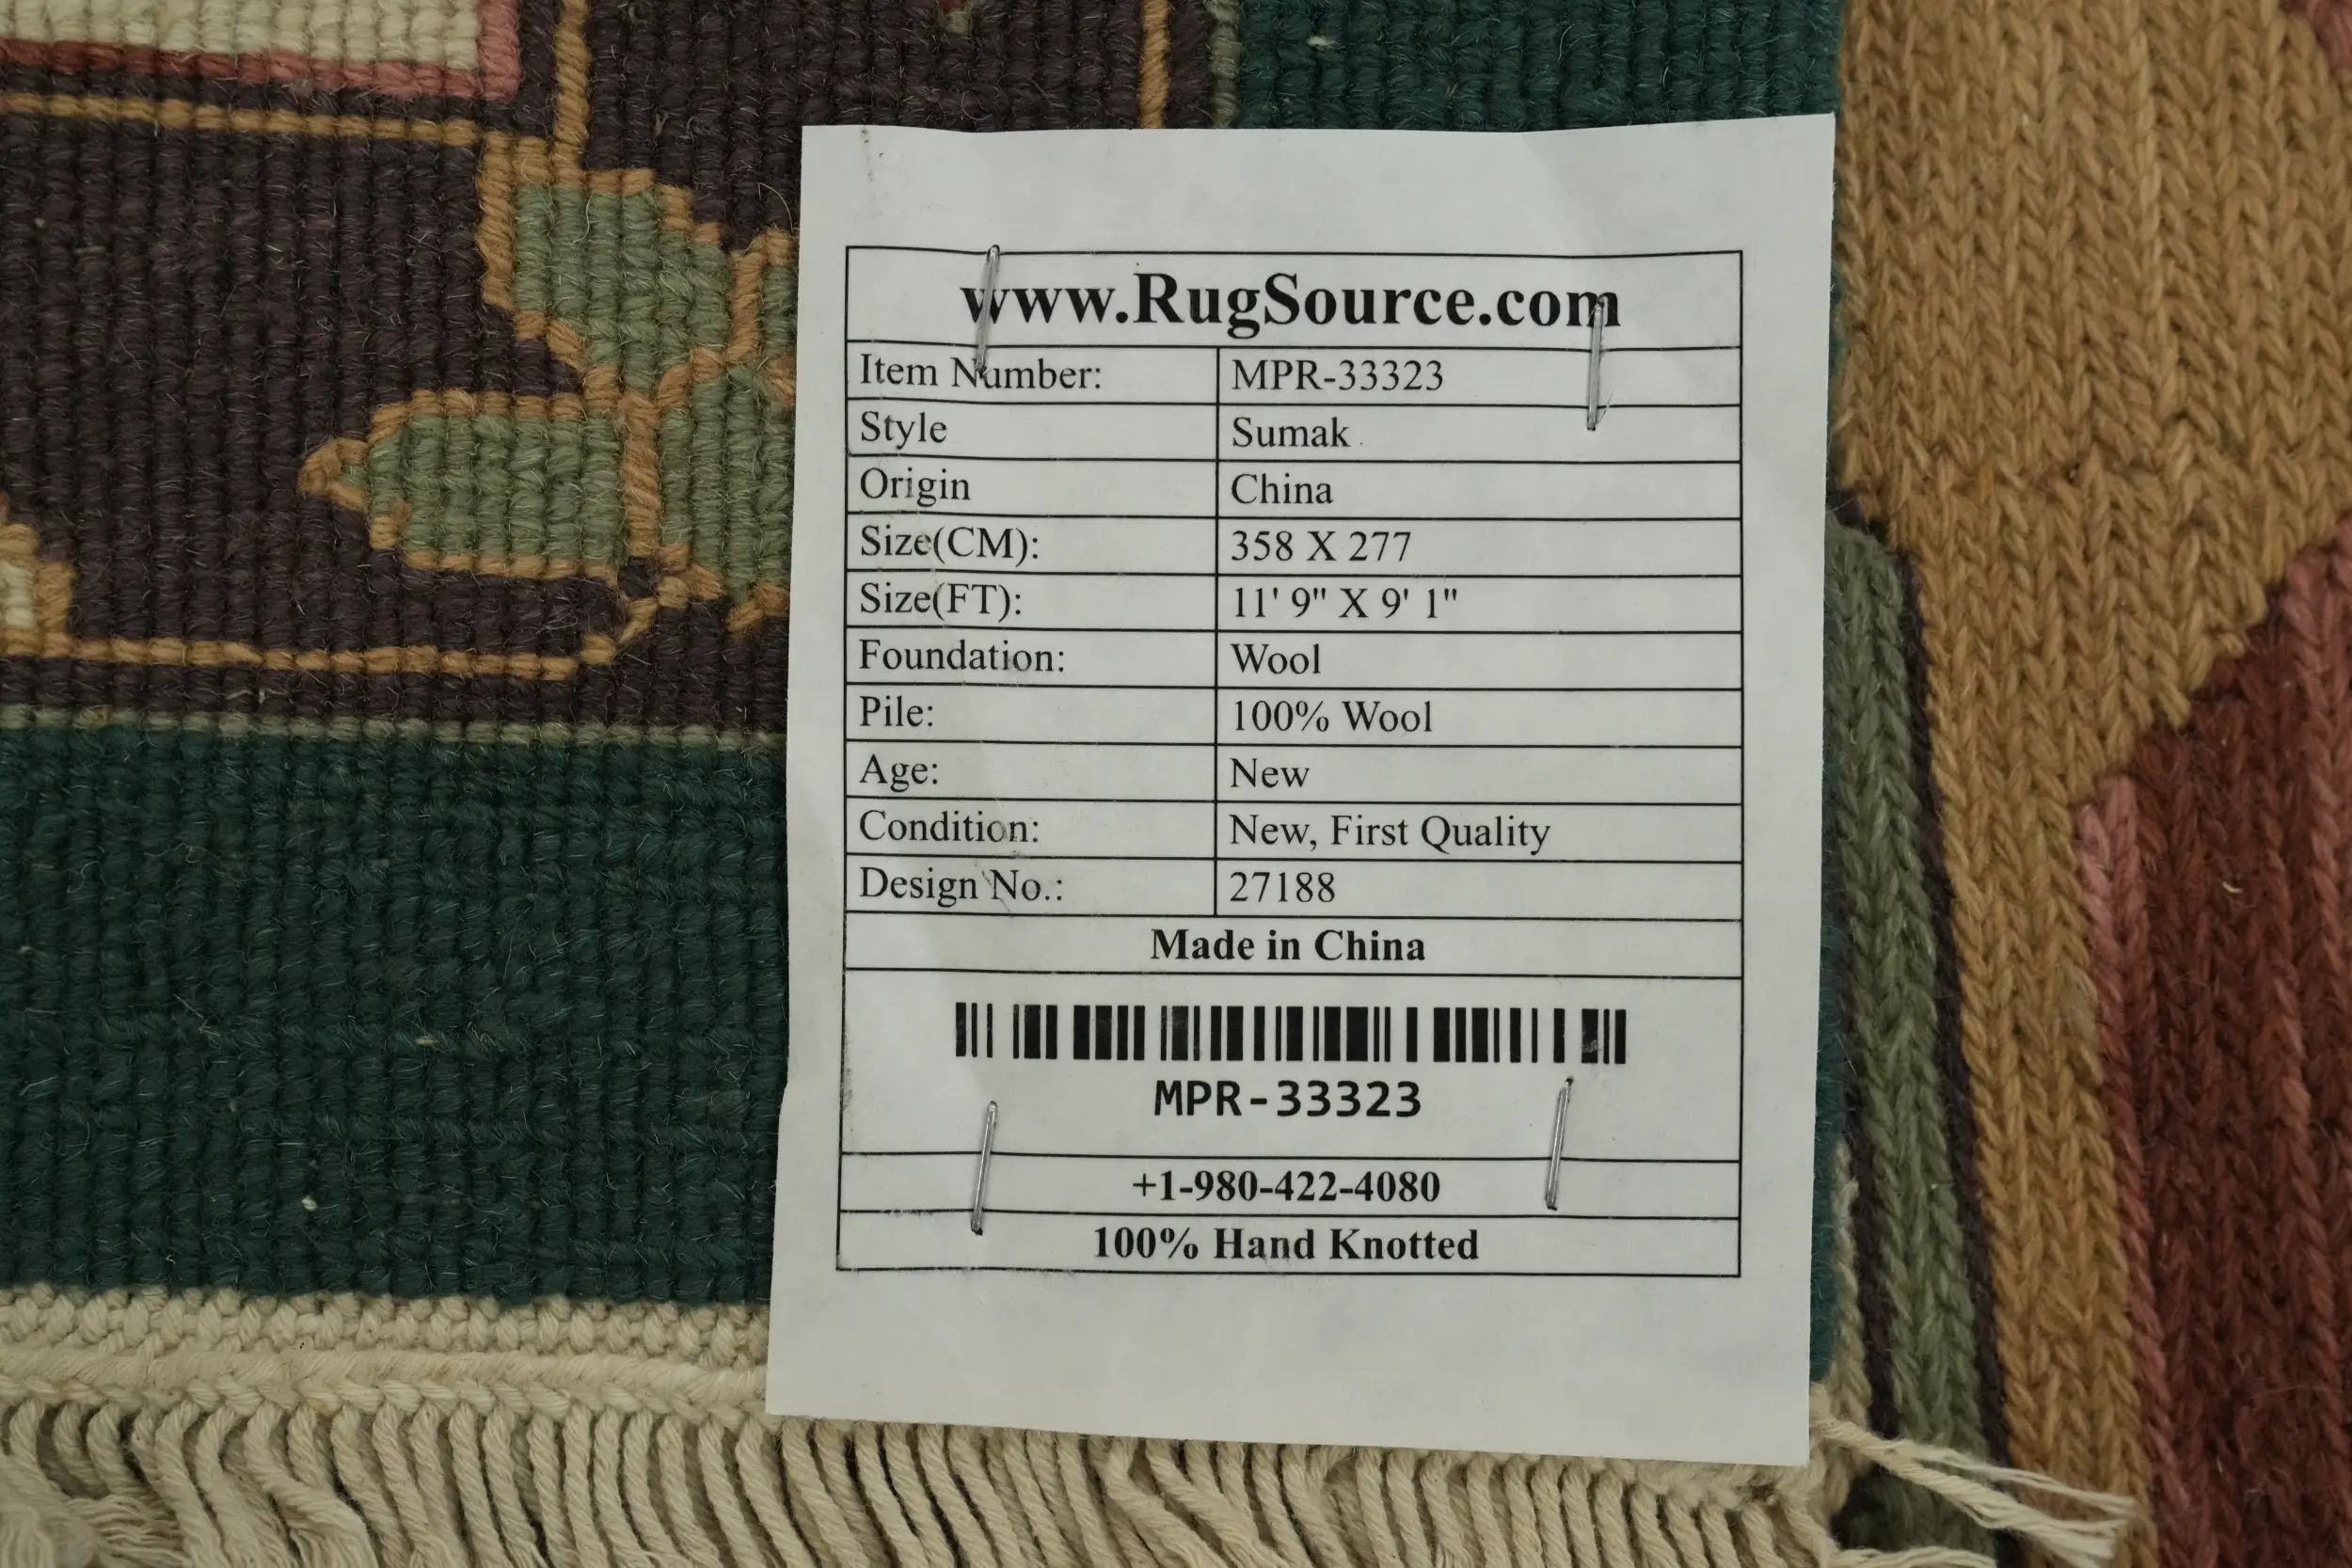 www.RugSource.com
Item Number: MPR-33323
Style Sumak
Origin China
Size(CM): 358 X 277
Size(FT): 11' 9" X 9' 1"
Foundation: Wool
Pile: 100% Wool
Age: New
Condition: New, First Quality
Design No.: 27188
Made in China
MPR-33323
+1-980-422-4080
100% Hand Knotted